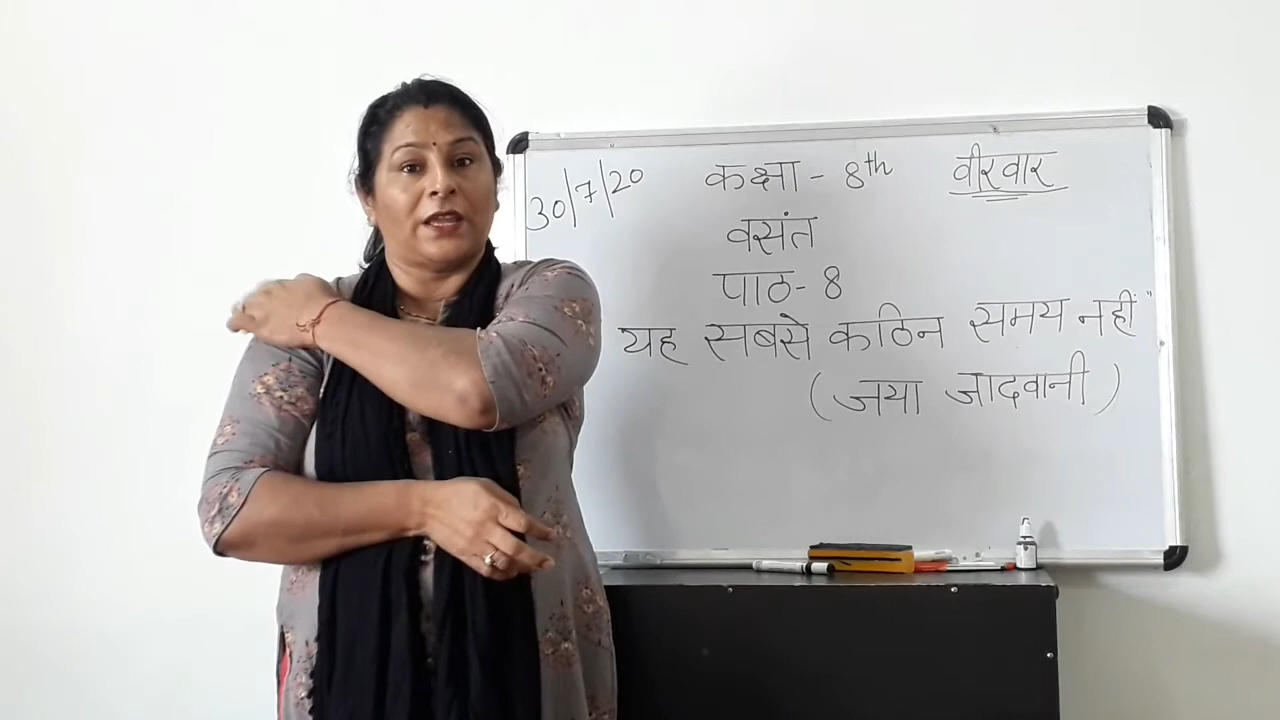 30/7/20 कक्षा - 8th वीरवार
वसंत
पाठ - 8
यह सबसे कठिन समय नहीं"
(जया जादवानी)